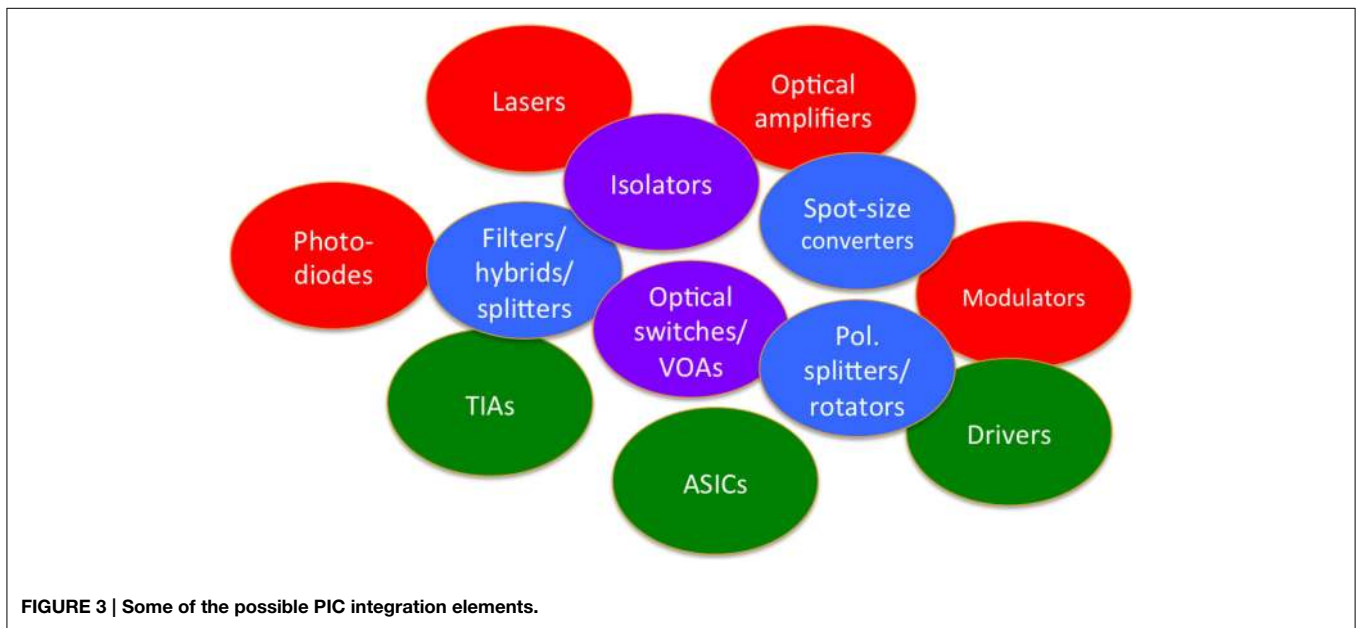 Lasers
Optical
amplifiers
Isolators
Spot-size
converters
Photo-
diodes
Filters/
hybrids/
splitters
Optical
switches/
VOAs
Modulators
Pol.
splitters/
rotators
TIAs
Drivers
ASICs
FIGURE 3 | Some of the possible PIC integration elements.